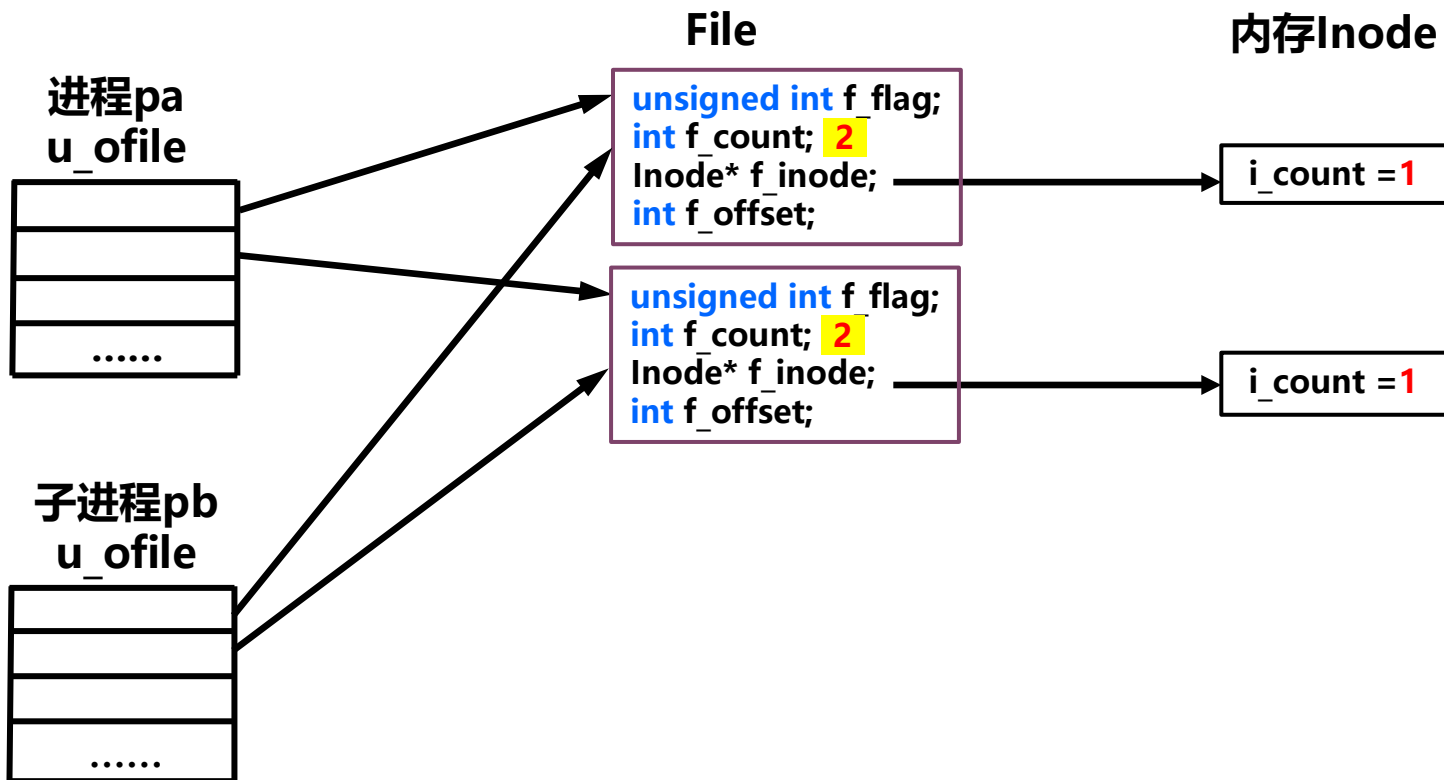 进程pa
u_ofile
......
子进程pb
u_ofile
......
File
unsigned int f_flag;
int f_count; 2
Inode* f_inode;
int f_offset;
unsigned int f_flag;
int f_count; 2
Inode* f_inode;
int f_offset;
内存Inode
i_count =1
i_count =1